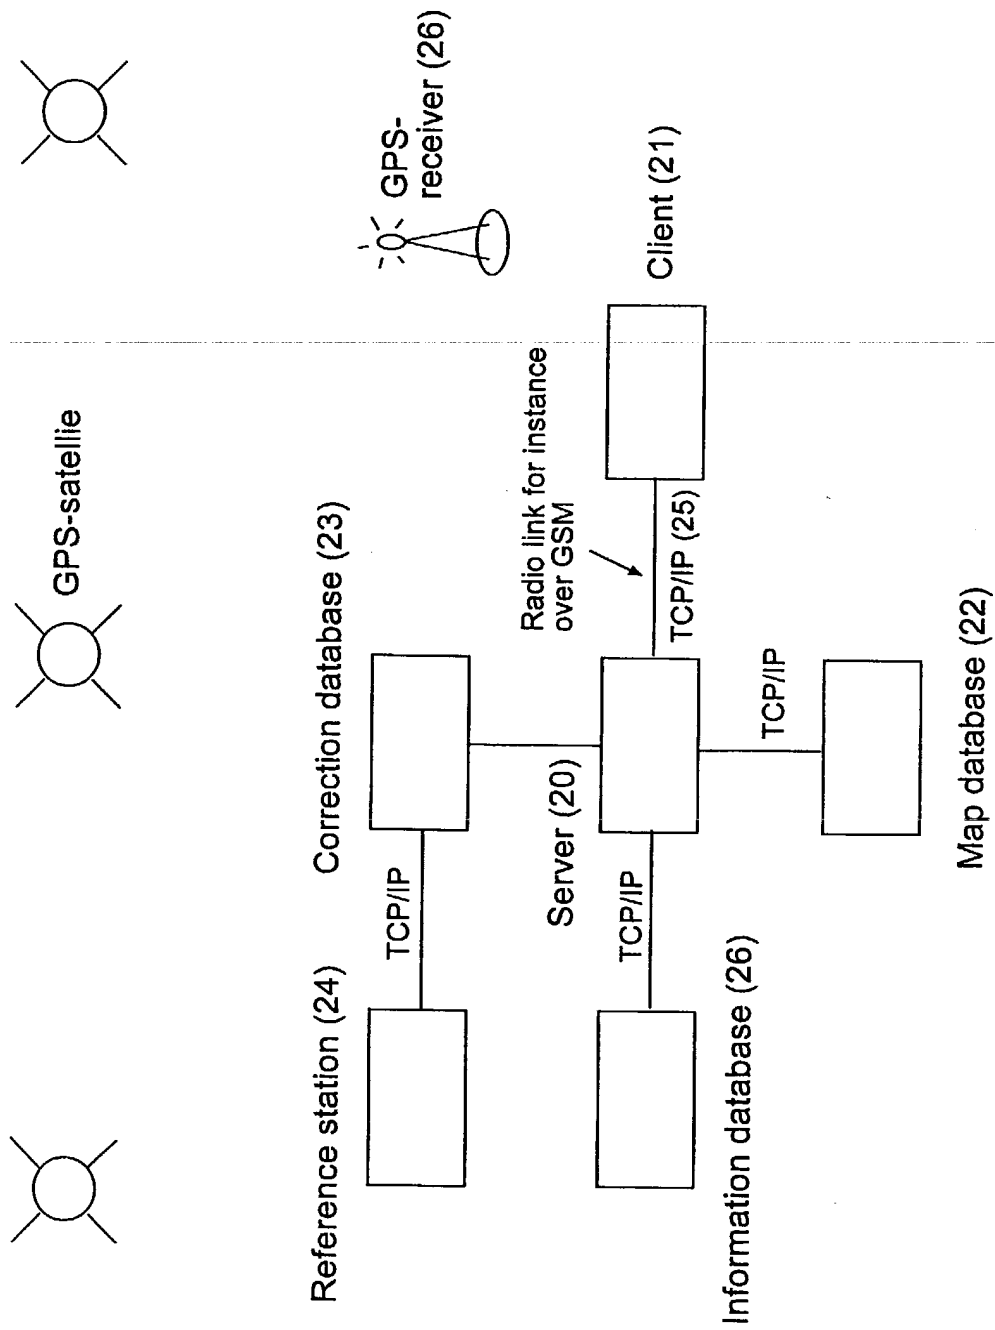 GPS-satellie
GPS-
receiver (26)
Reference station (24)
TCP/IP
Correction database (23)
Radio link for instance
over GSM
Server (20)
TCP/IP
TCP/IP (25)
Client (21)
Information database (26)
TCP/IP
Map database (22)